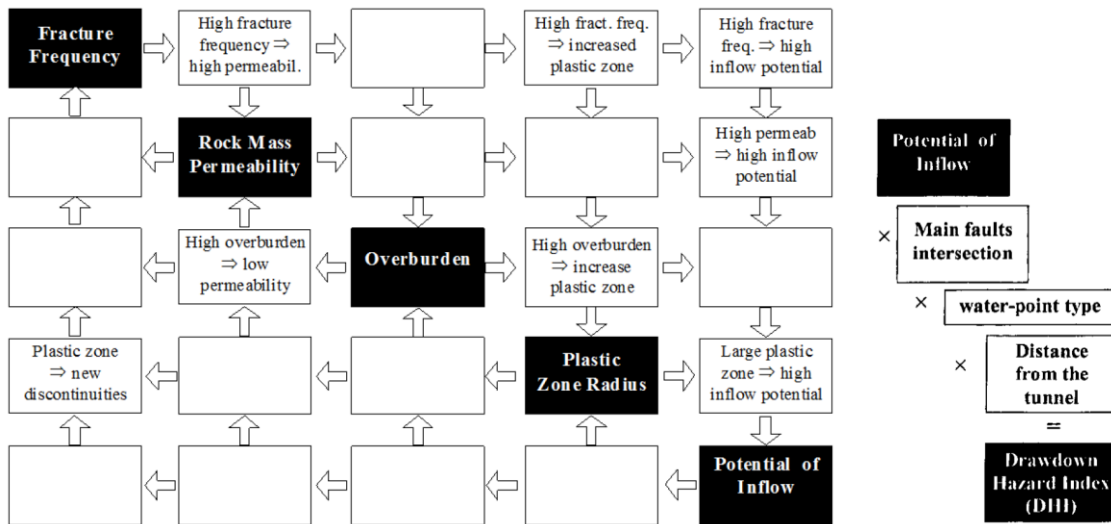 Fracture
Frequency
High fracture
frequency ⇒
high permeabil.
High fract. freq.
⇒ increased
plastic zone
High fracture
freq. ⇒ high
inflow potential
Rock Mass
Permeability
High permeab
⇒ high inflow
potential
High overburden
⇒ low
permeability
Overburden
High overburden
⇒ increase
plastic zone
Plastic zone
⇒ new
discontinuities
Plastic
Zone Radius
Large plastic
zone ⇒ high
inflow potential
Potential of
Inflow
Potential of
Inflow
×
Main faults
intersection
×
water-point type
×
Distance
from the
tunnel
=
Drawdown
Hazard Index
(DHI)